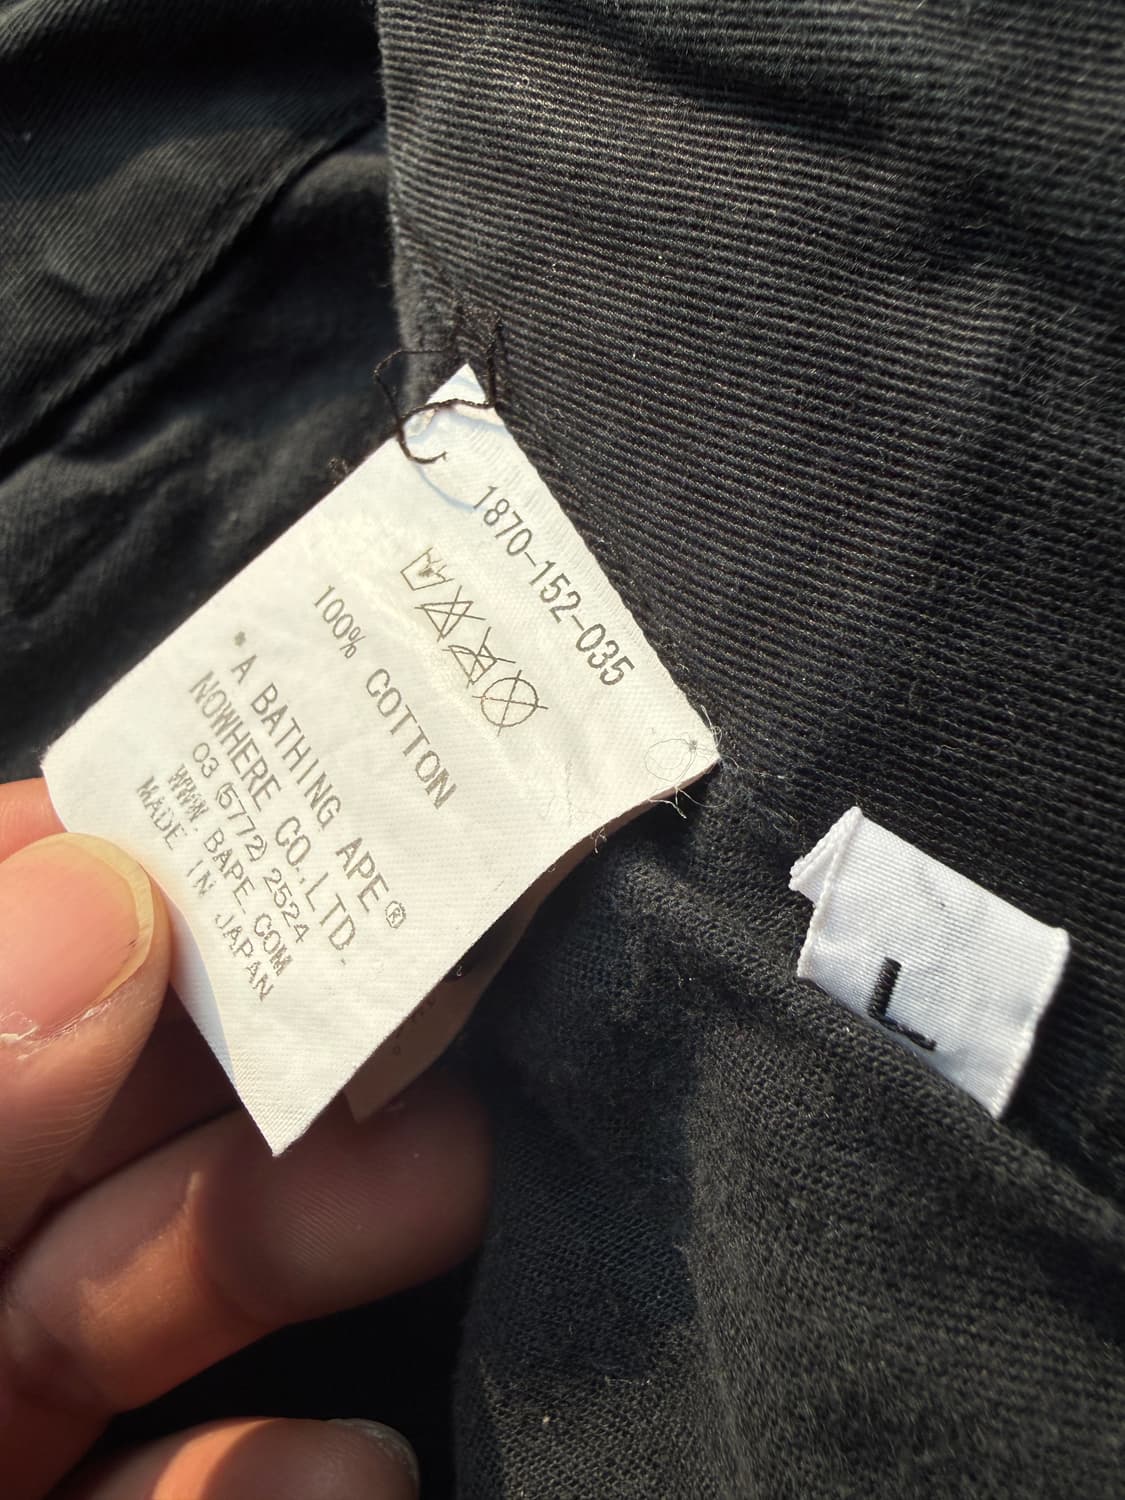 1870-152-035
100% COTTON
* A BATHING APE®
NOWHERE CO.,LTD.
03 (5772) 2524
WWW.BAPE.COM
MADE IN JAPAN
L